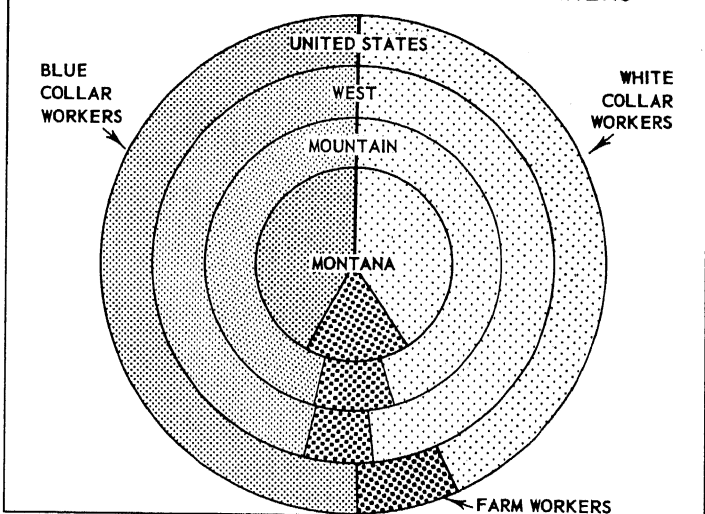 UNITED STATES
BLUE
COLLAR
WORKERS
WEST
WHITE
COLLAR
WORKERS
MOUNTAIN
MONTANA
FARM WORKERS